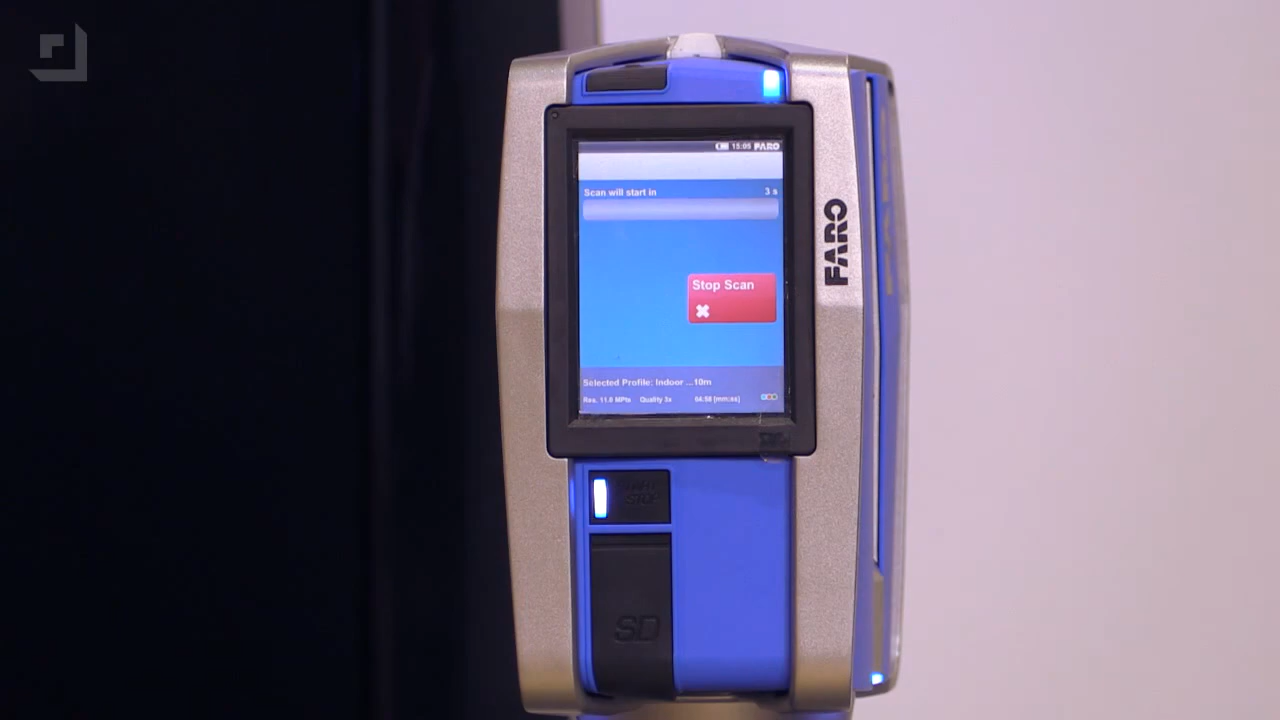 15:05 FARO
Scan will start in 3 s
Stop Scan
Selected Profile: Indoor ...10m
Res. 11.0 MPts Quality 3x 04:58 [mm:ss]
FARO
SD